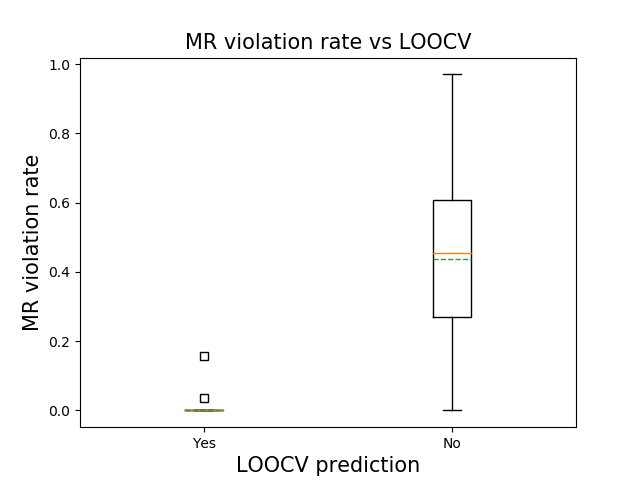 MR violation rate vs LOOCV
MR violation rate
1.0
0.8
0.6
0.4
0.2
0.0
Yes
No
LOOCV prediction